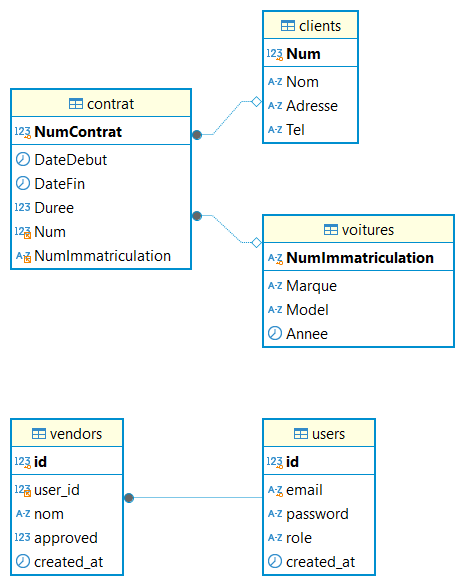 clients
123 Num
A-Z Nom
A-Z Adresse
A-Z Tel
contrat
123 NumContrat
DateDebut
DateFin
123 Duree
123 Num
A-Z NumImmatriculation
voitures
A-Z NumImmatriculation
A-Z Marque
A-Z Model
Annee
vendors
123 id
123 user_id
A-Z nom
123 approved
created_at
users
123 id
A-Z email
A-Z password
A-Z role
created_at